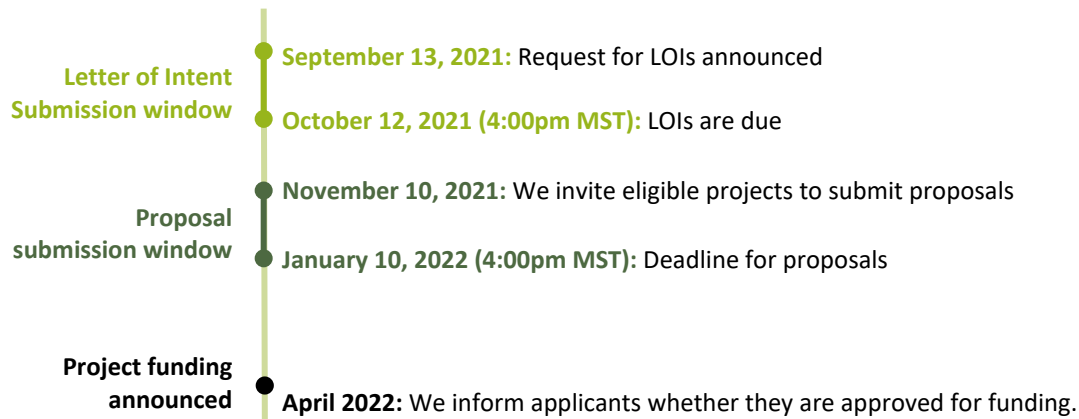 Letter of Intent
Submission window
September 13, 2021: Request for LOIs announced
October 12, 2021 (4:00pm MST): LOIs are due
Proposal
submission window
November 10, 2021: We invite eligible projects to submit proposals
January 10, 2022 (4:00pm MST): Deadline for proposals
Project funding
announced
April 2022: We inform applicants whether they are approved for funding.